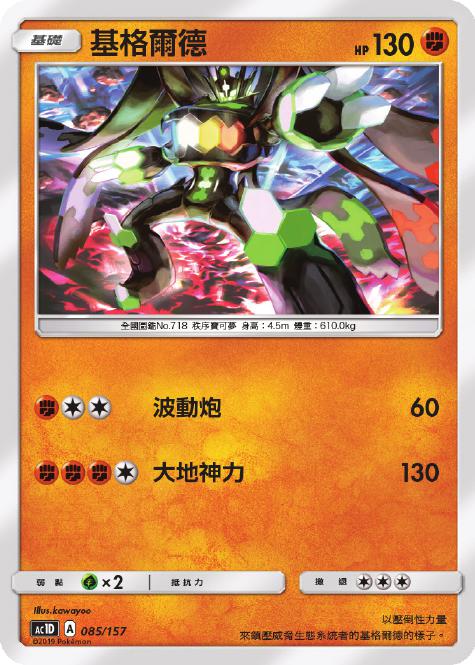 基礎 基格爾德 HP 130
全國圖鑑No.718 秩序寶可夢 身高：4.5m 體重：610.0kg
波動炮 60
大地神力 130
弱點 ×2 抵抗力 撤退
Illus.kawayoo
以壓倒性力量
AC1D A 085/157
來鎮壓威脅生態系統者的基格爾德的樣子。
©2019 Pokémon